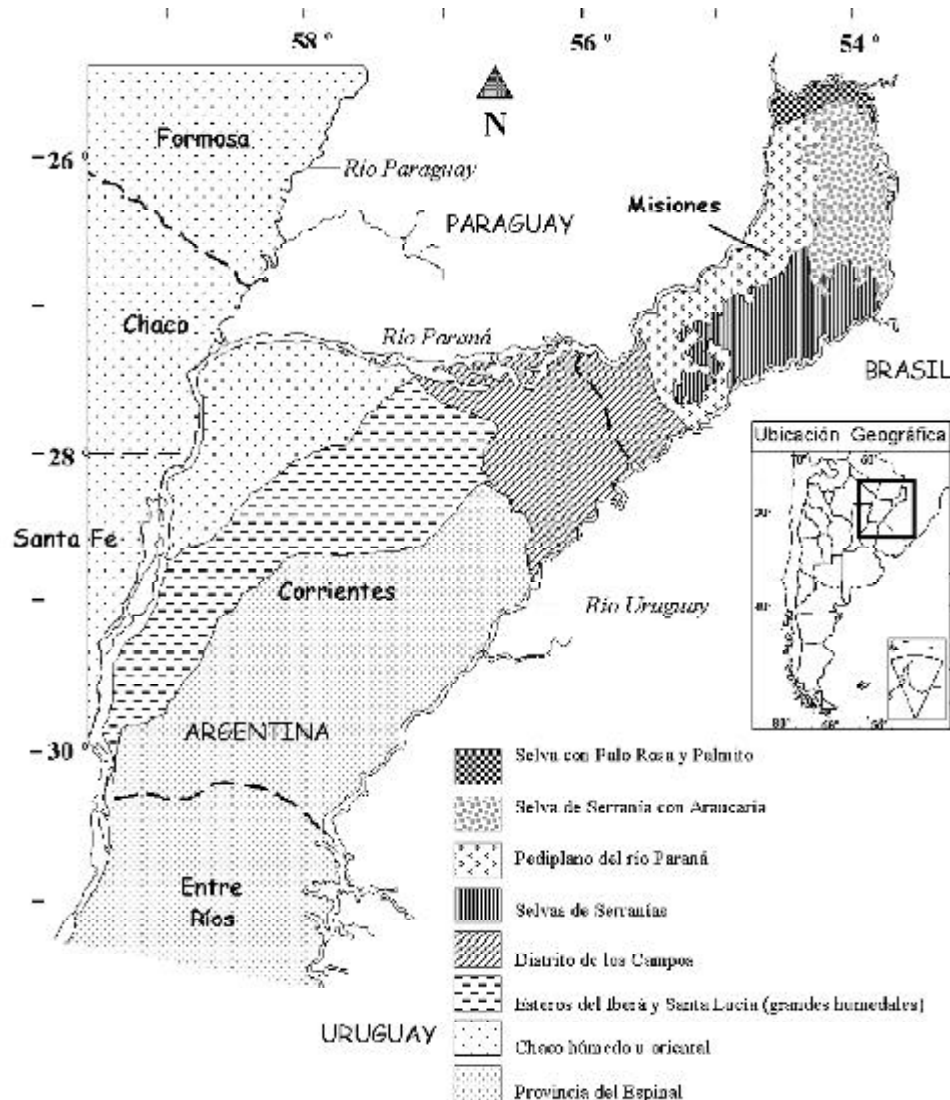 58 °
56 °
54 °
N
Formosa
26
Río Paraguay
PARAGUAY
Misiones
Chaco
Río Paraná
BRASIL
28
Ubicación Geográfica
Santa Fe
Corrientes
Río Uruguay
ARGENTINA
30
Entre
Ríos
URUGUAY
Selva con Palo Rosa y Palmito
Selva de Serranía con Araucaria
Pediplano del río Paraná
Selvas de Serranías
Distrito de los Campos
Esteros del Iberá y Santa Lucía (grandes humedales)
Chaco húmedo u oriental
Provincia del Espinal